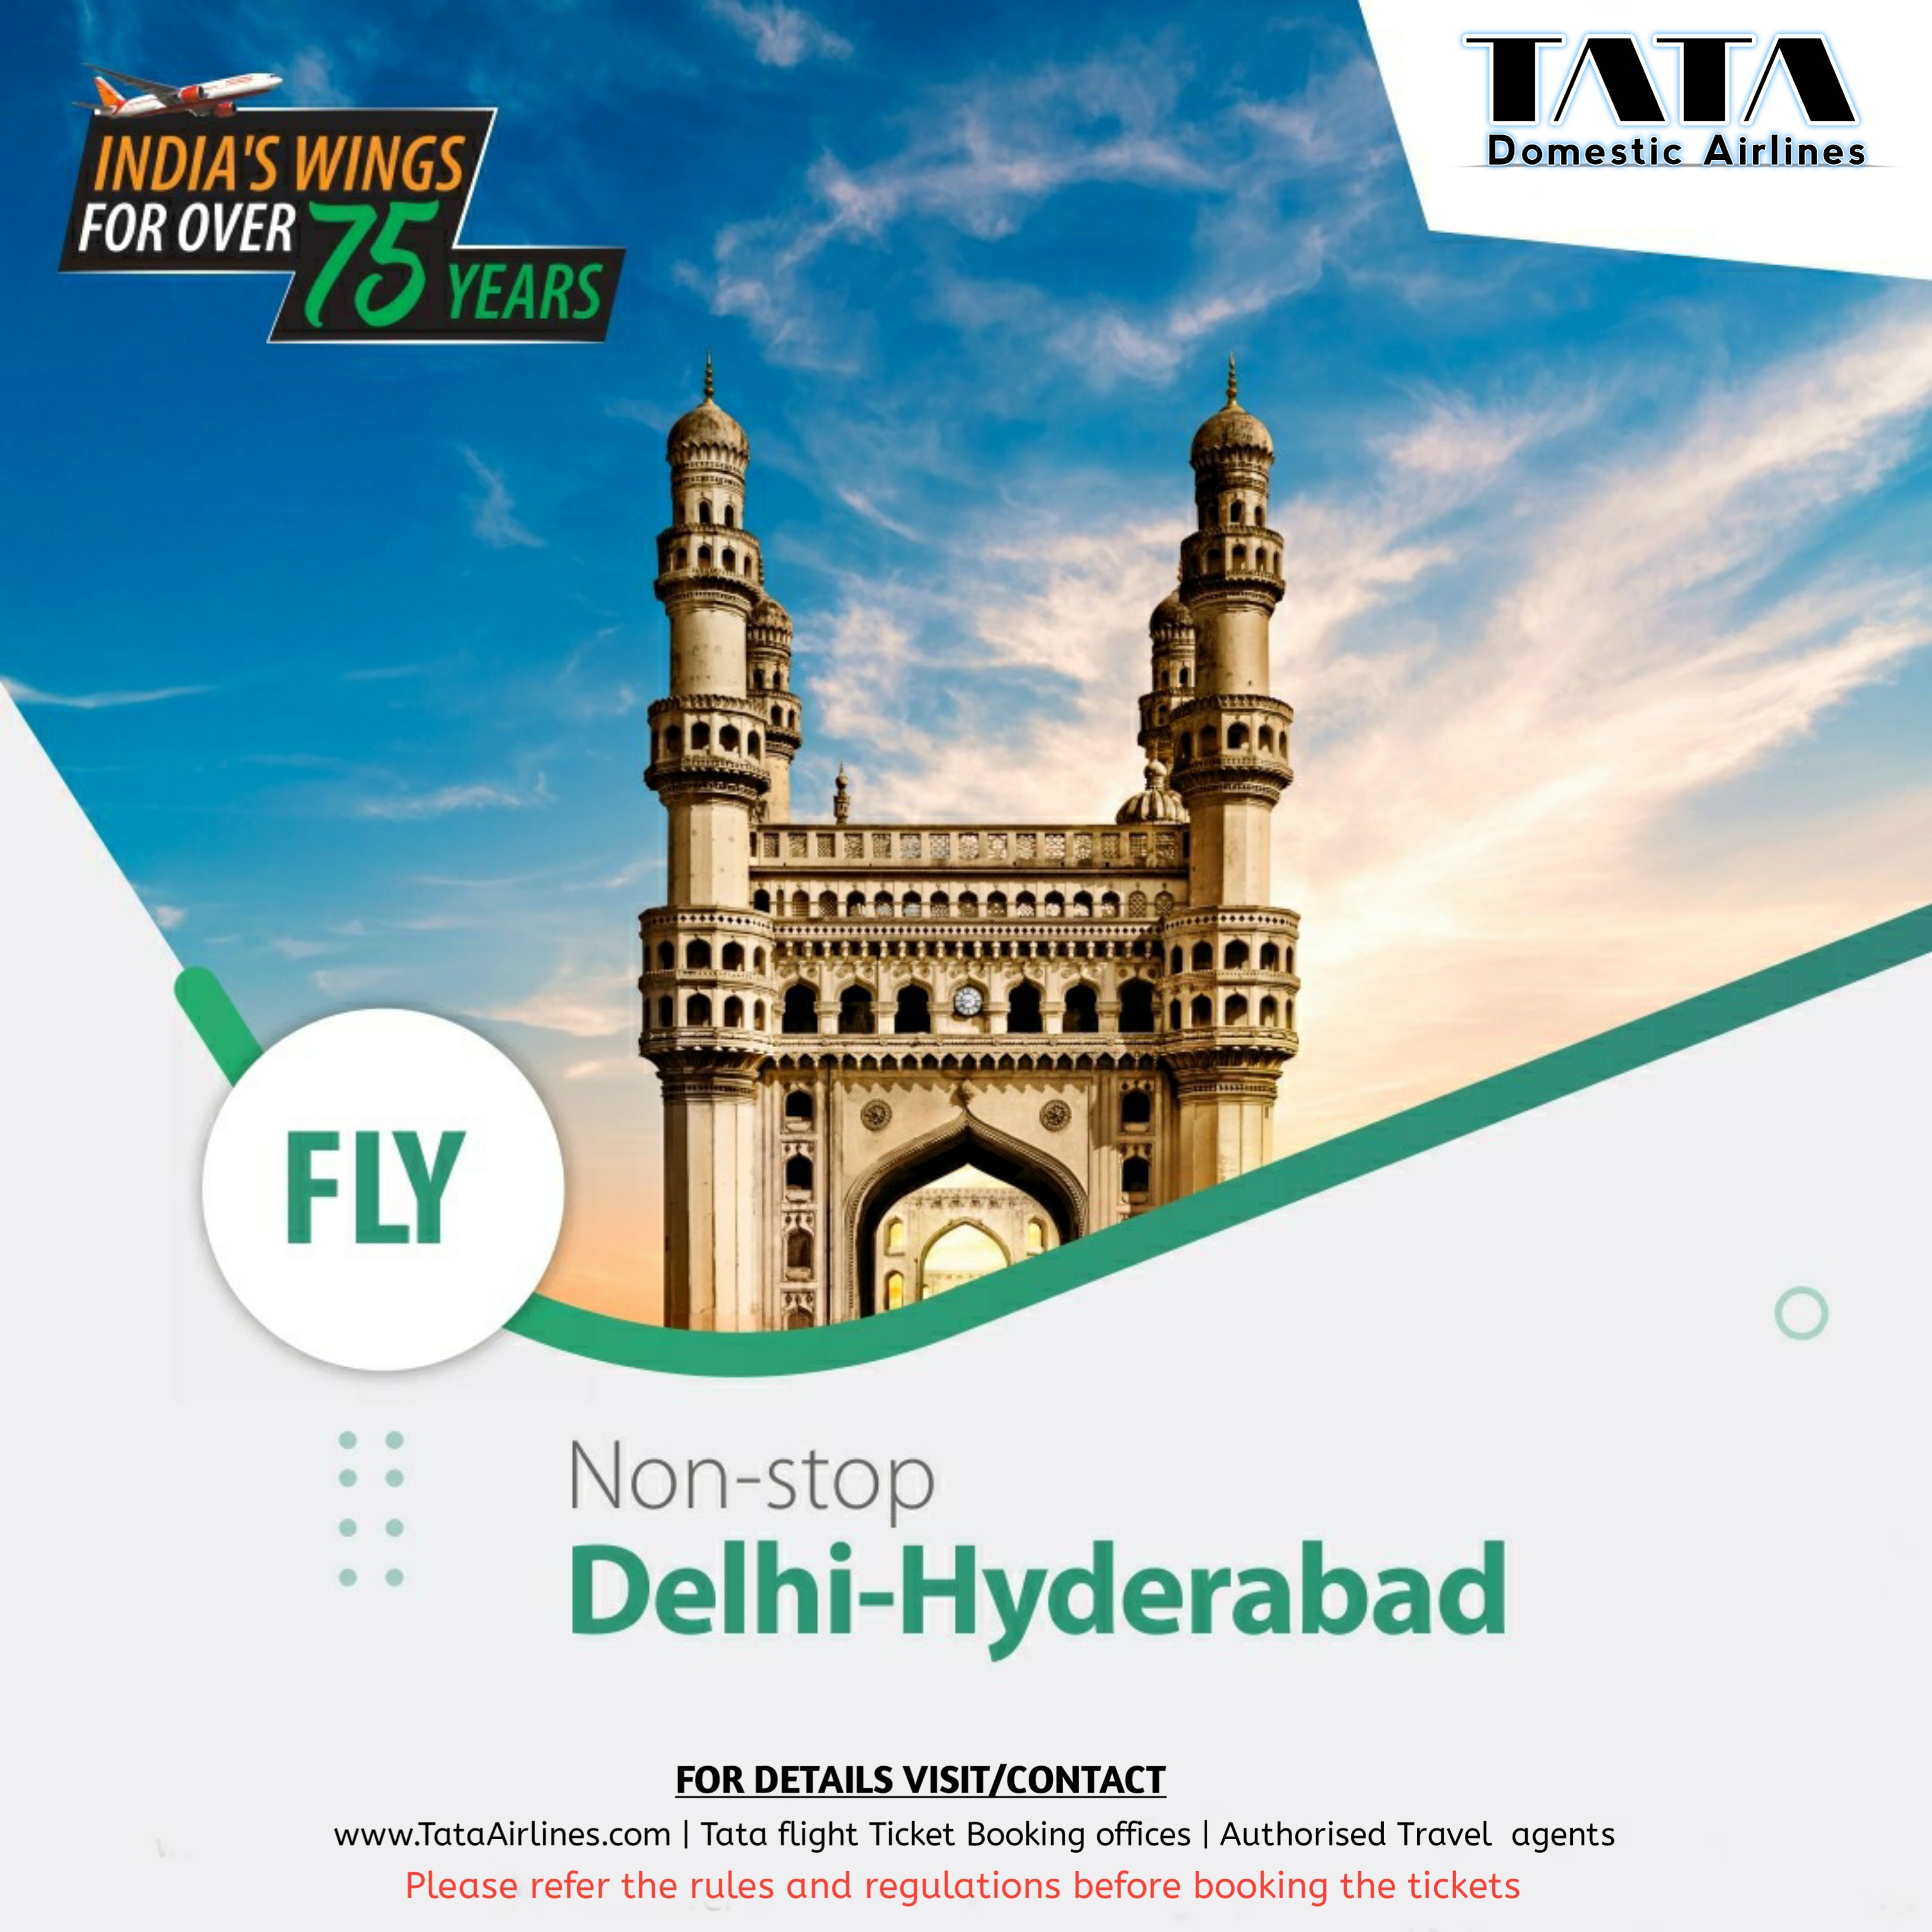 INDIA'S WINGS
FOR OVER 75 YEARS
TATA
Domestic Airlines
FLY
Non-stop
Delhi-Hyderabad
FOR DETAILS VISIT/CONTACT
www.TataAirlines.com | Tata flight Ticket Booking offices | Authorised Travel agents
Please refer the rules and regulations before booking the tickets